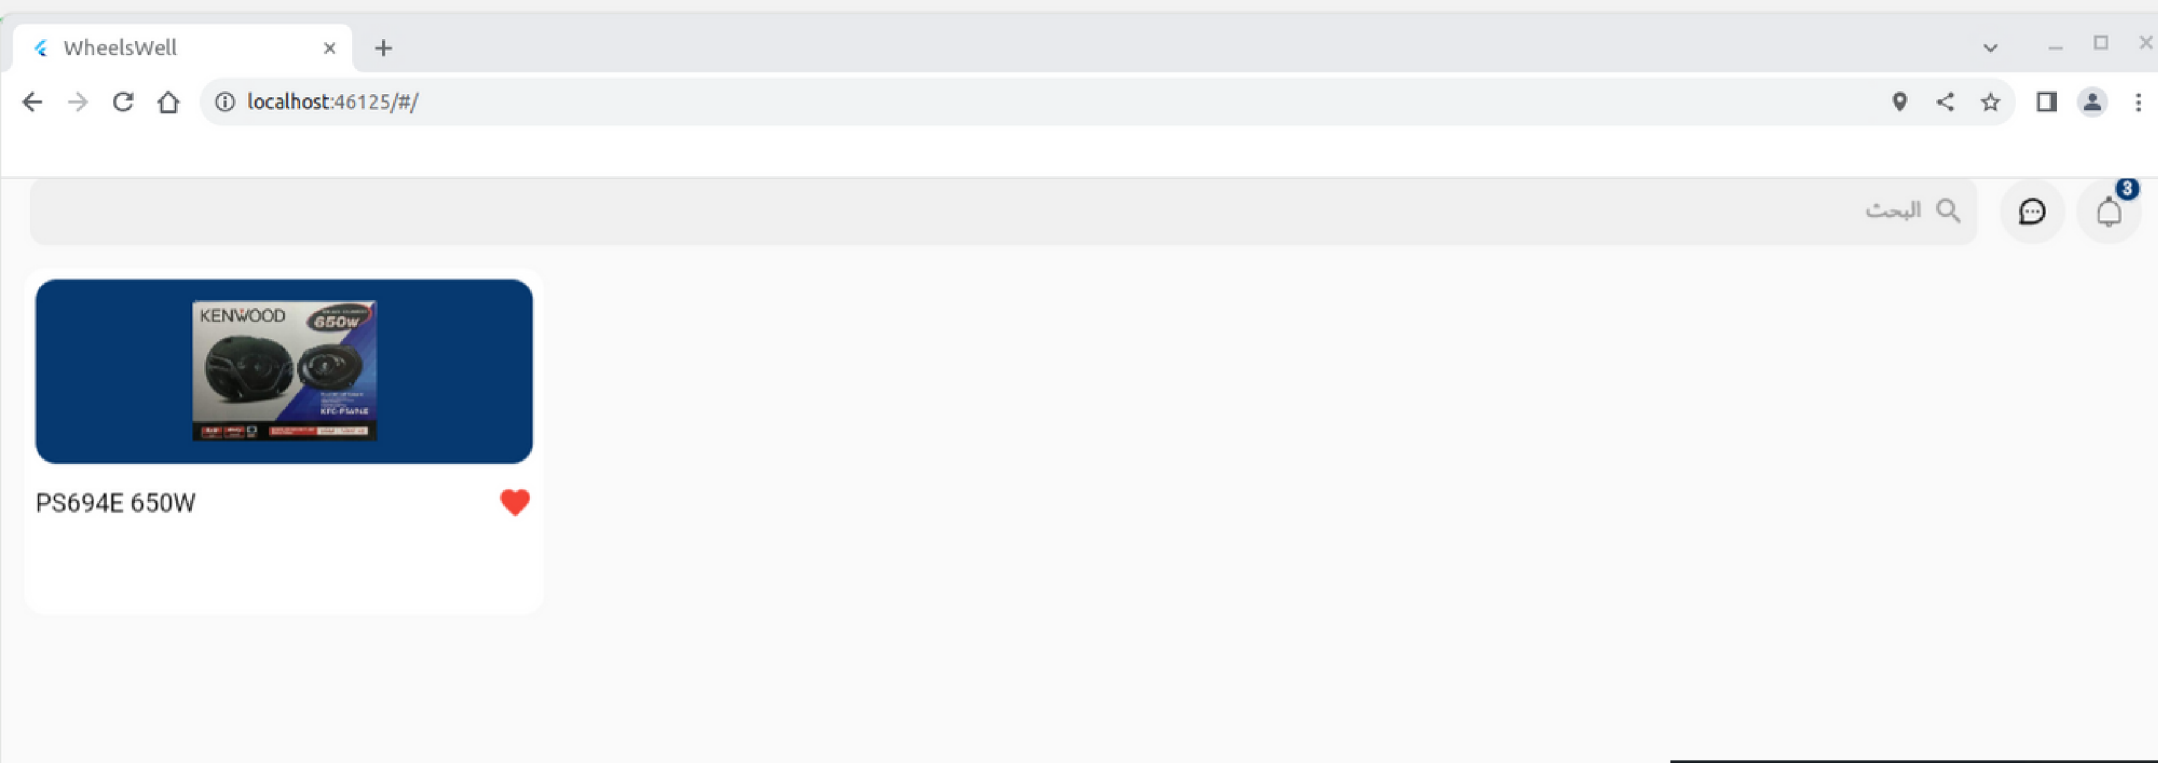 WheelsWell
localhost:46125/#/
البحث
3
KENWOOD
650w
PS694E 650W